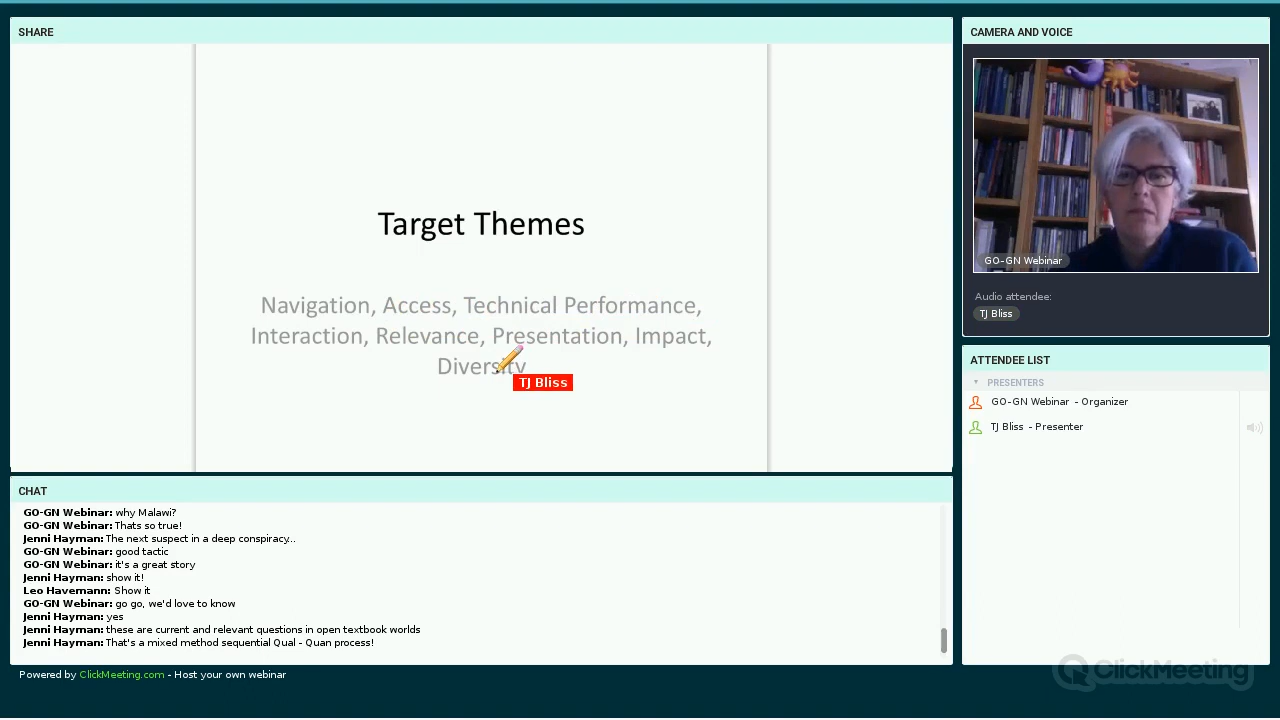 SHARE
Target Themes
Navigation, Access, Technical Performance,
Interaction, Relevance, Presentation, Impact,
Diversity
TJ Bliss
CHAT
GO-GN Webinar: why Malawi?
GO-GN Webinar: Thats so true!
Jenni Hayman: The next suspect in a deep conspiracy...
GO-GN Webinar: good tactic
GO-GN Webinar: it's a great story
Jenni Hayman: show it!
Leo Havemann: Show it
GO-GN Webinar: go go, we'd love to know
Jenni Hayman: yes
Jenni Hayman: these are current and relevant questions in open textbook worlds
Jenni Hayman: That's a mixed method sequential Qual - Quan process!
Powered by ClickMeeting.com - Host your own webinar
CAMERA AND VOICE
GO-GN Webinar
Audio attendee:
TJ Bliss
ATTENDEE LIST
PRESENTERS
GO-GN Webinar - Organizer
TJ Bliss - Presenter
ClickMeeting